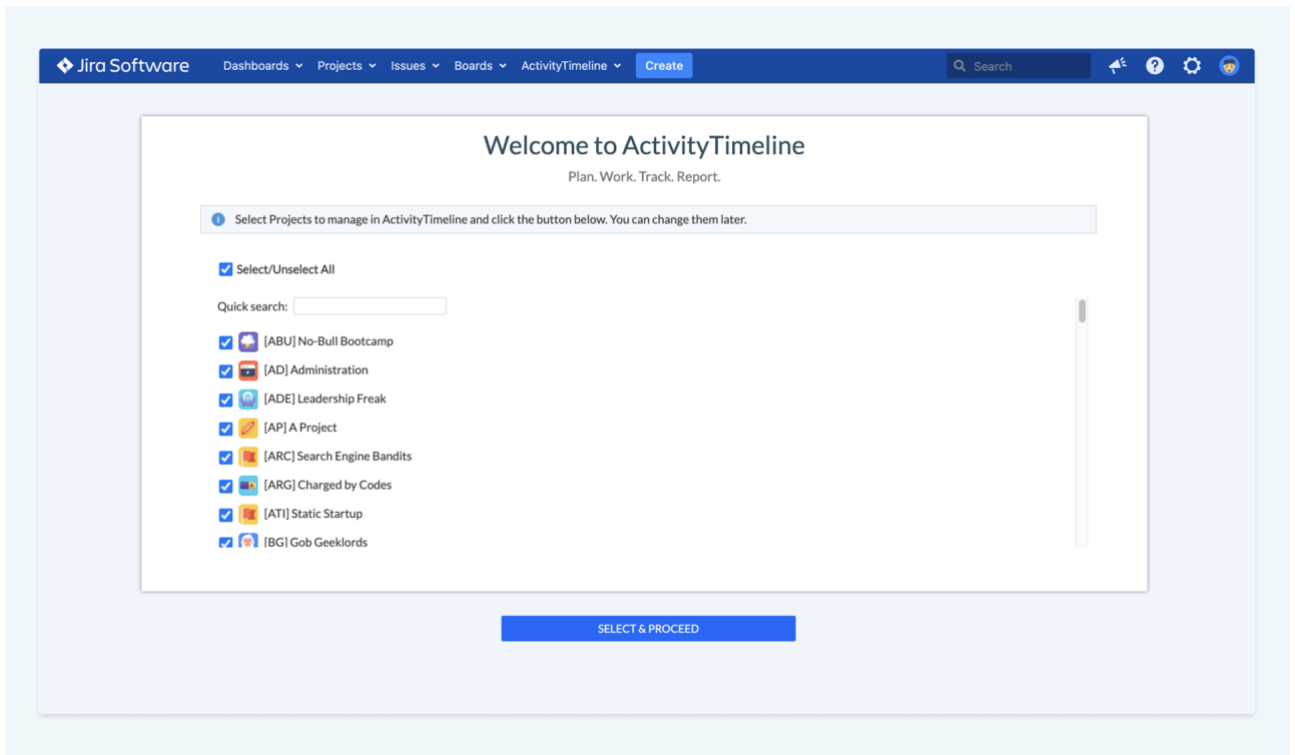 Jira Software Dashboards Projects Issues Boards ActivityTimeline Create Search
Welcome to ActivityTimeline
Plan. Work. Track. Report.
Select Projects to manage in ActivityTimeline and click the button below. You can change them later.
Select/Unselect All
Quick search:
[ABU] No-Bull Bootcamp
[AD] Administration
[ADE] Leadership Freak
[AP] A Project
[ARC] Search Engine Bandits
[ARG] Charged by Codes
[ATI] Static Startup
[BG] Gob Geeklords
SELECT & PROCEED